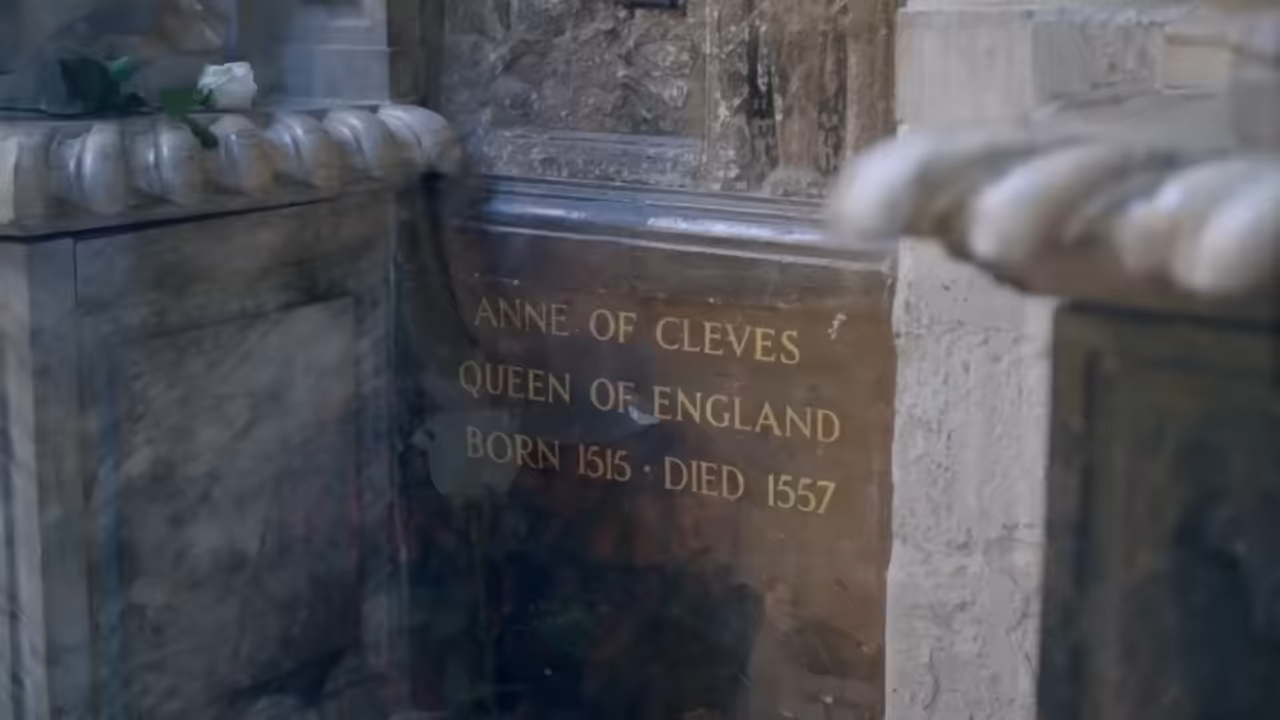 ANNE OF CLEVES
QUEEN OF ENGLAND
BORN 1515 · DIED 1557